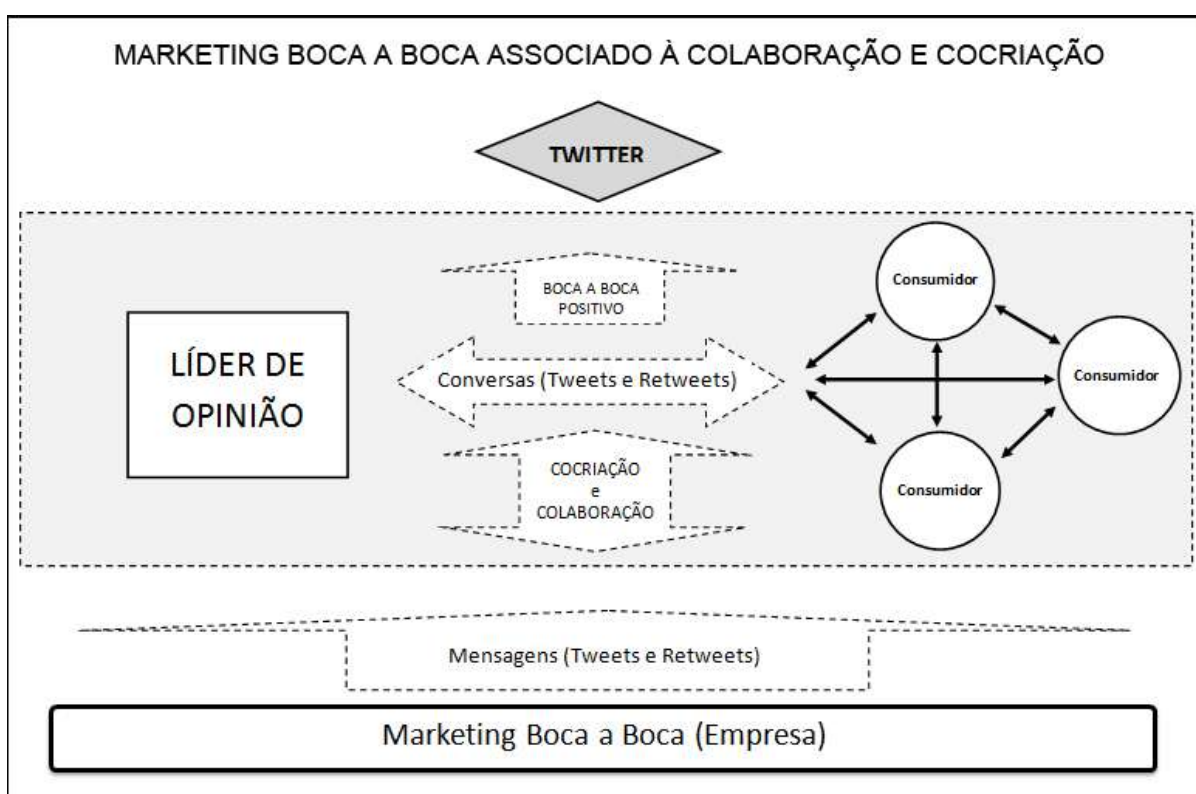 MARKETING BOCA A BOCA ASSOCIADO À COLABORAÇÃO E COCRIAÇÃO
TWITTER
LÍDER DE
OPINIÃO
BOCA A BOCA
POSITIVO
Conversas (Tweets e Retweets)
COCRIAÇÃO
e
COLABORAÇÃO
Consumidor
Consumidor
Consumidor
Mensagens (Tweets e Retweets)
Marketing Boca a Boca (Empresa)